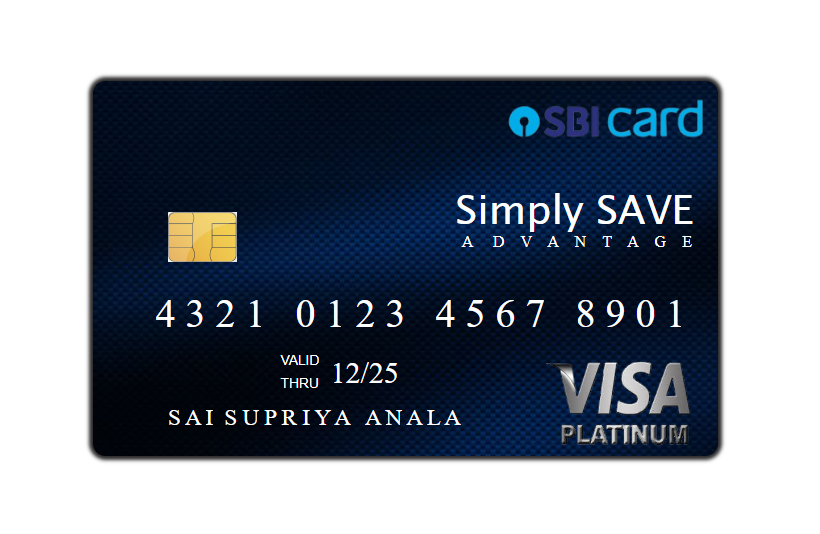 SBI card
Simply SAVE
ADVANTAGE
4321 0123 4567 8901
VALID
THRU 12/25
SAI SUPRIYA ANALA
VISA
PLATINUM